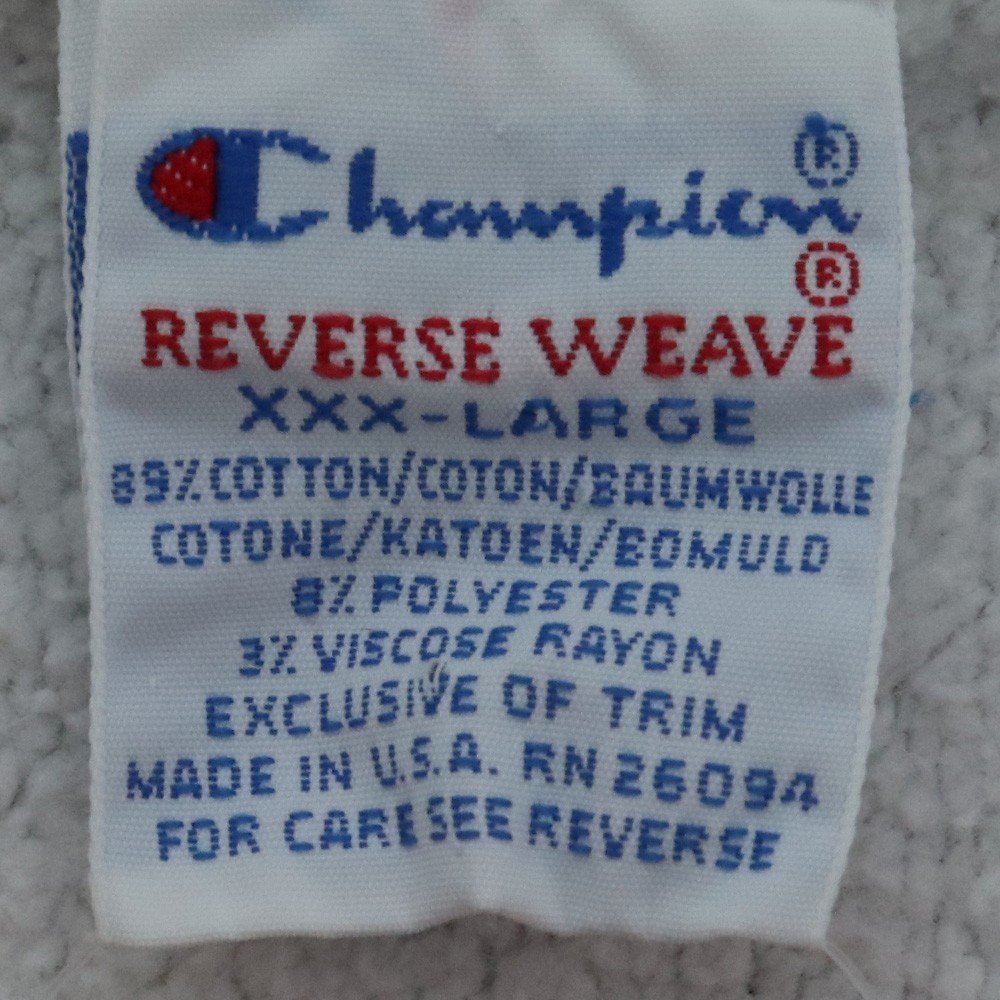 Champion®
REVERSE WEAVE®
XXX-LARGE
89% COTTON/COTON/BAUMWOLLE
COTONE/KATOEN/BOMULD
8% POLYESTER
3% VISCOSE RAYON
EXCLUSIVE OF TRIM
MADE IN U.S.A. RN 26094
FOR CARE SEE REVERSE